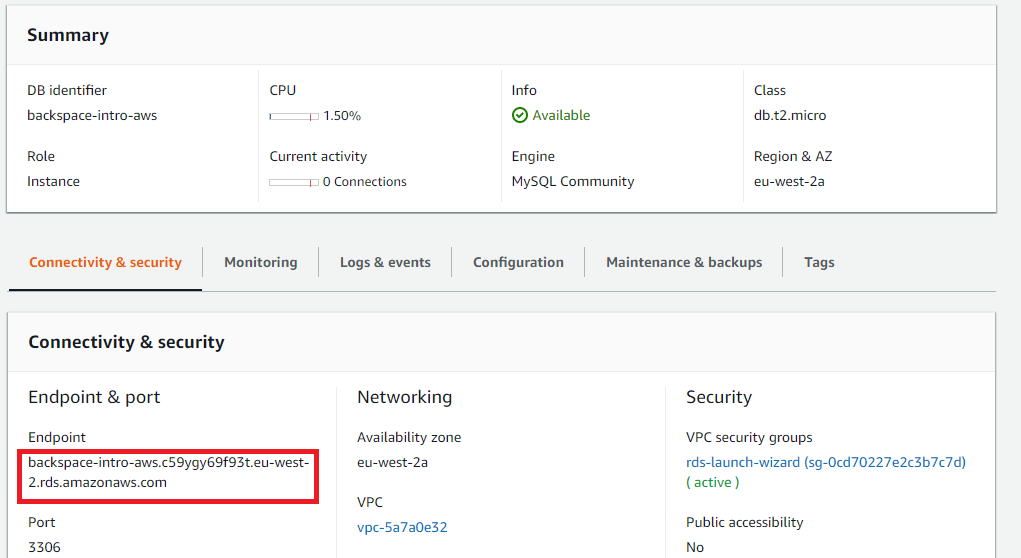 Summary
DB identifier
backspace-intro-aws
CPU
1.50%
Info
Available
Class
db.t2.micro
Role
Instance
Current activity
0 Connections
Engine
MySQL Community
Region & AZ
eu-west-2a
Connectivity & security
Monitoring
Logs & events
Configuration
Maintenance & backups
Tags
Connectivity & security
Endpoint & port
Endpoint
backspace-intro-aws.c59ygy69f93t.eu-west-
2.rds.amazonaws.com
Port
3306
Networking
Availability zone
eu-west-2a
VPC
vpc-5a7a0e32
Security
VPC security groups
rds-launch-wizard (sg-0cd70227e2c3b7c7d)
( active )
Public accessibility
No